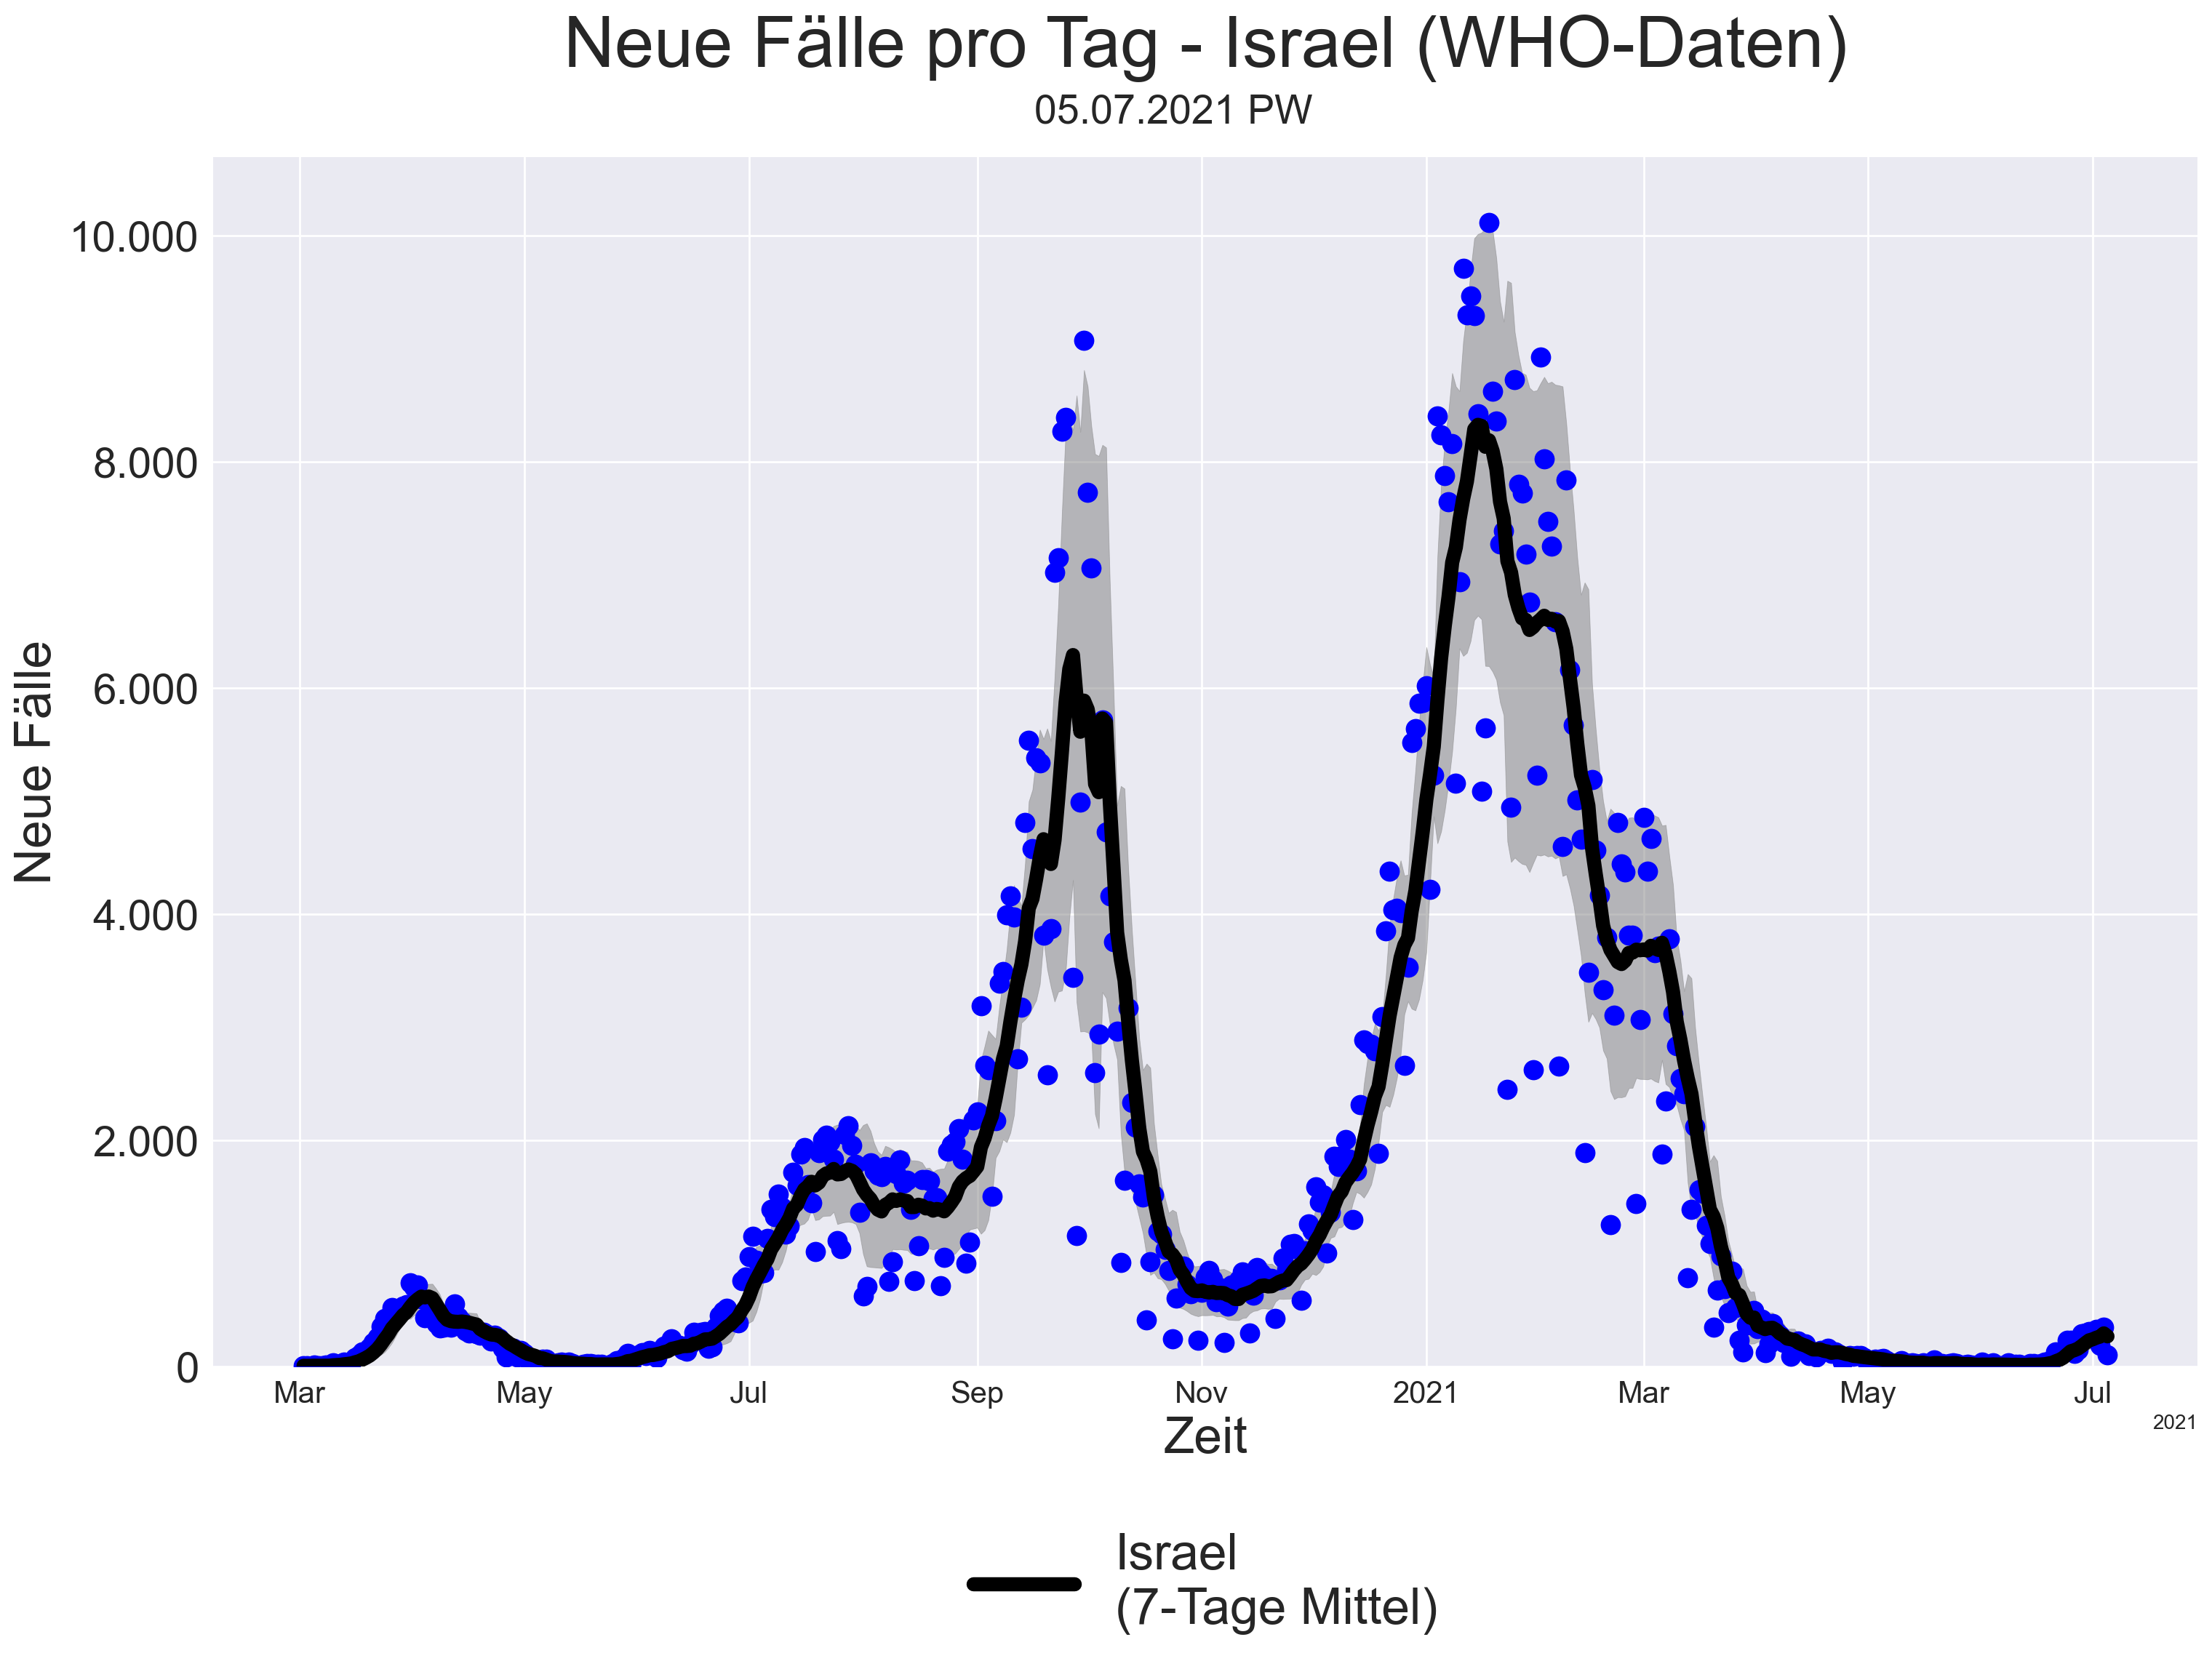 Neue Fälle pro Tag - Israel (WHO-Daten)
05.07.2021 PW
Neue Fälle
10.000
8.000
6.000
4.000
2.000
0
Mar May Jul Sep Nov 2021 Mar May Jul
2021
Zeit
Israel
(7-Tage Mittel)